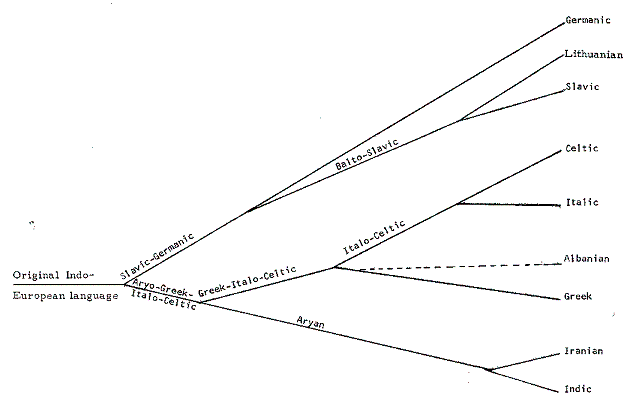 Germanic
Lithuanian
Slavic
Balto-Slavic
Celtic
Italic
Italo-Celtic
Slavic-Germanic
Albanian
Original Indo-
European language
Aryo-Greek-
Italo-Celtic
Greek-Italo-Celtic
Greek
Aryan
Iranian
Indic